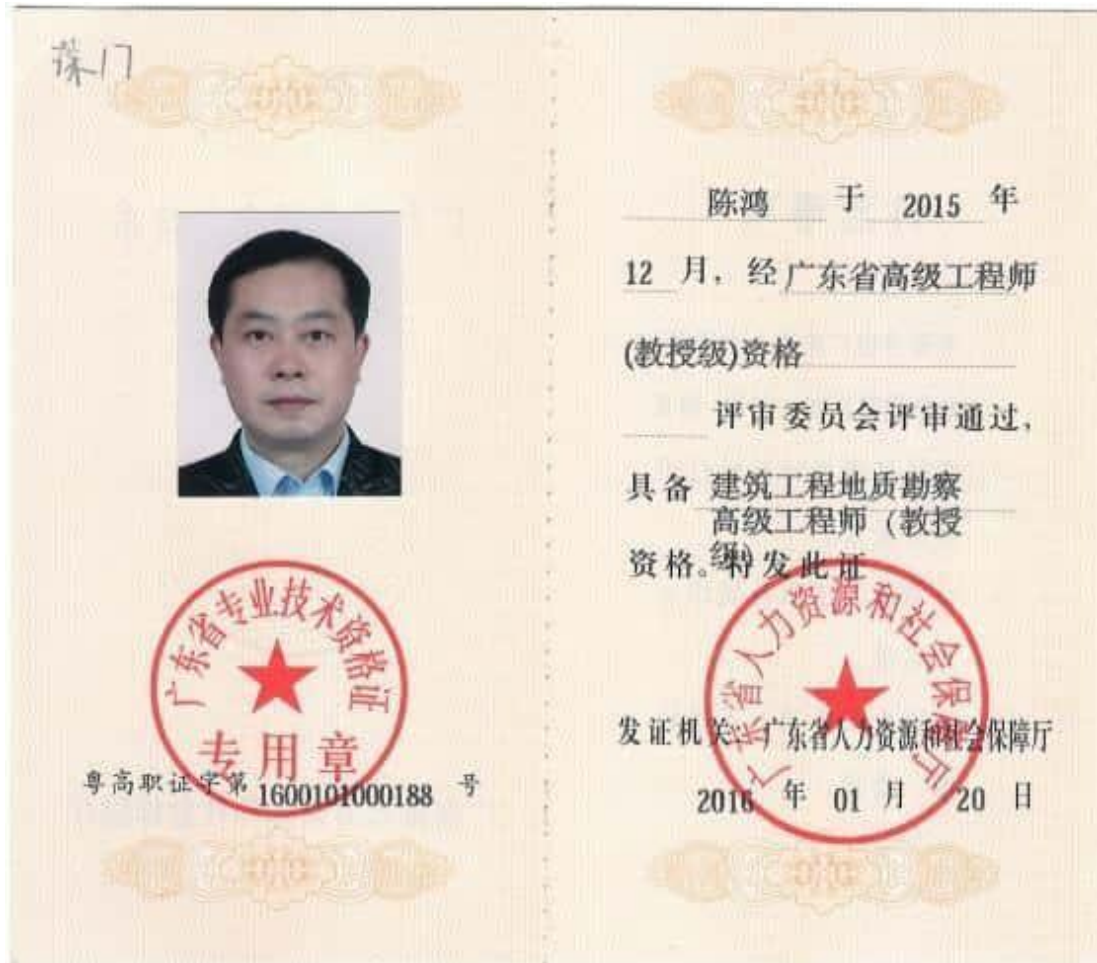 广东省专业技术资格证
专用章
粤高职证字第 1600101000188 号
陈鸿 于 2015 年
12 月,经 广东省高级工程师
(教授级)资格
评审委员会评审通过,
具备 建筑工程地质勘察
高级工程师(教授
级)
资格。特发此证
广东省人力资源和社会保障厅
发证机关: 广东省人力资源和社会保障厅
2016 年 01 月 20 日